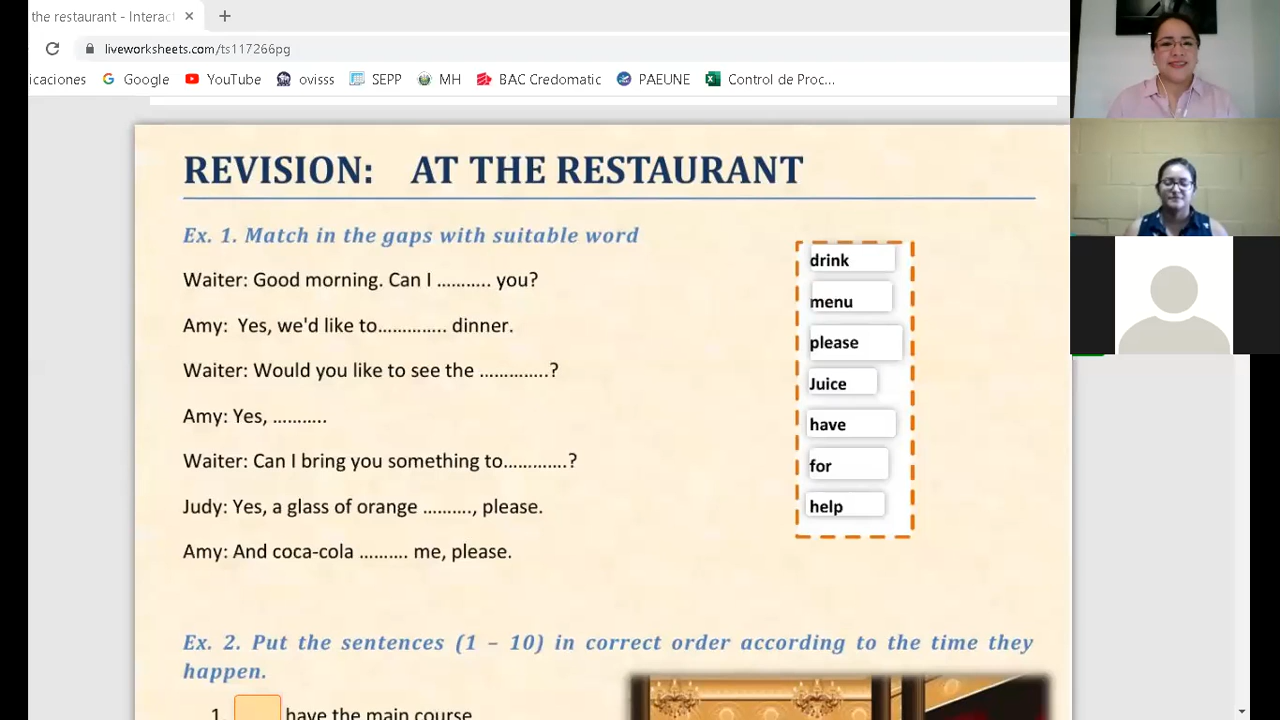 the restaurant - Interac
liveworksheets.com/ts117266pg
icaciones Google YouTube ovisss SEPP MH BAC Credomatic PAEUNE Control de Proc...
REVISION: AT THE RESTAURANT
Ex. 1. Match in the gaps with suitable word
Waiter: Good morning. Can I ........... you?
Amy: Yes, we'd like to.............. dinner.
Waiter: Would you like to see the ..............?
Amy: Yes, ...........
Waiter: Can I bring you something to.............?
Judy: Yes, a glass of orange .........., please.
Amy: And coca-cola .......... me, please.
drink
menu
please
Juice
have
for
help
Ex. 2. Put the sentences (1 – 10) in correct order according to the time they
happen.
1. have the main course